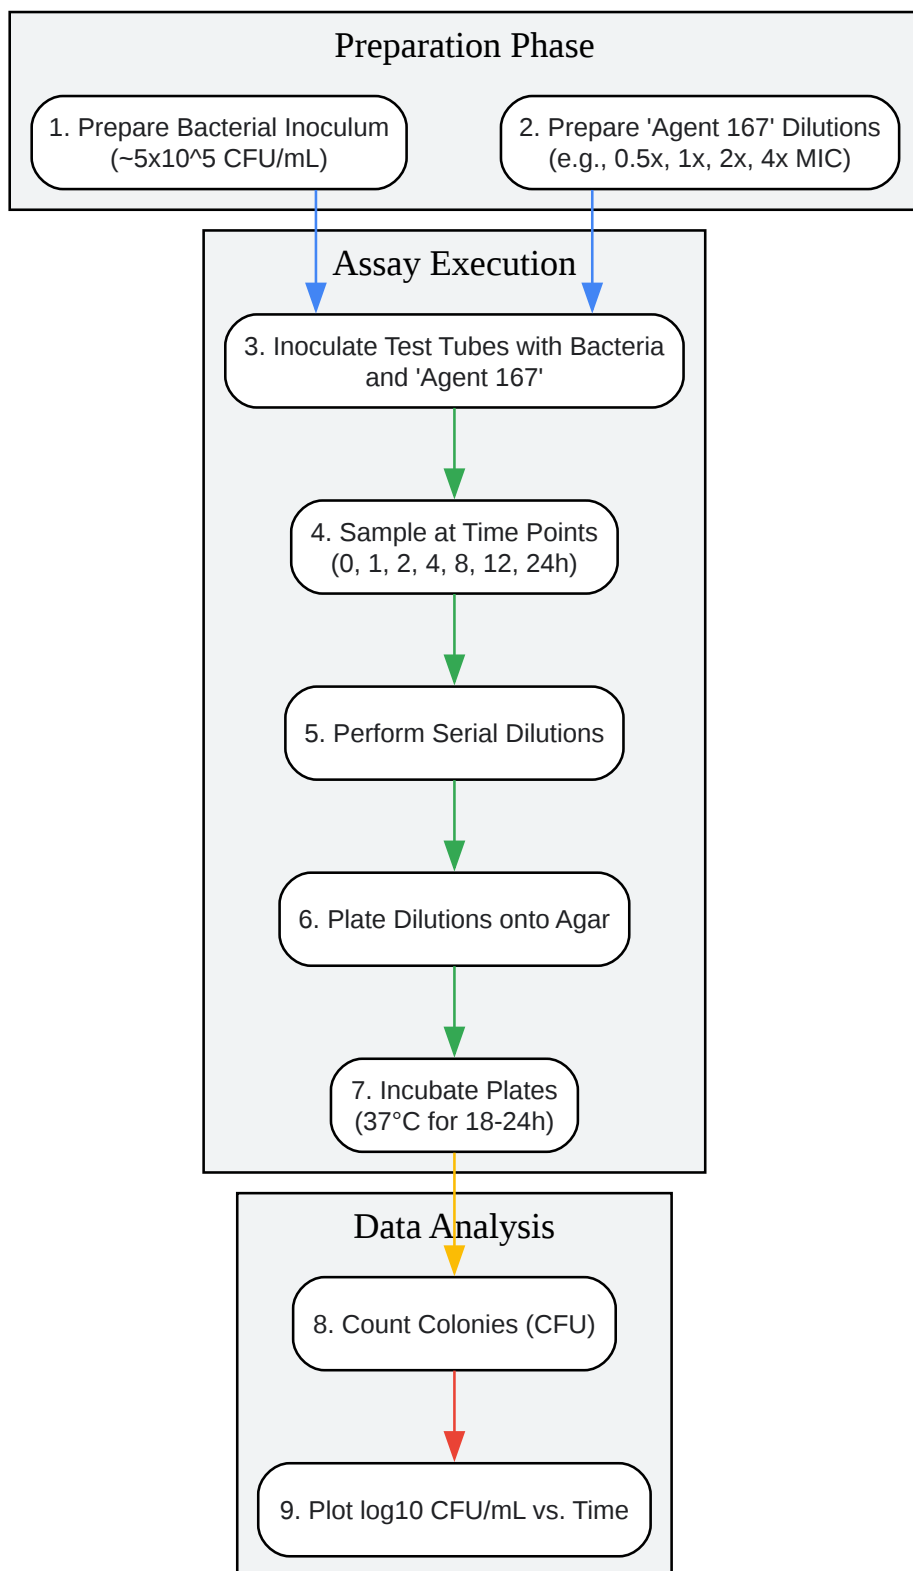 Preparation Phase
1. Prepare Bacterial Inoculum
(~5x10^5 CFU/mL)
2. Prepare 'Agent 167' Dilutions
(e.g., 0.5x, 1x, 2x, 4x MIC)
Assay Execution
3. Inoculate Test Tubes with Bacteria
and 'Agent 167'
4. Sample at Time Points
(0, 1, 2, 4, 8, 12, 24h)
5. Perform Serial Dilutions
6. Plate Dilutions onto Agar
7. Incubate Plates
(37°C for 18-24h)
Data Analysis
8. Count Colonies (CFU)
9. Plot log10 CFU/mL vs. Time